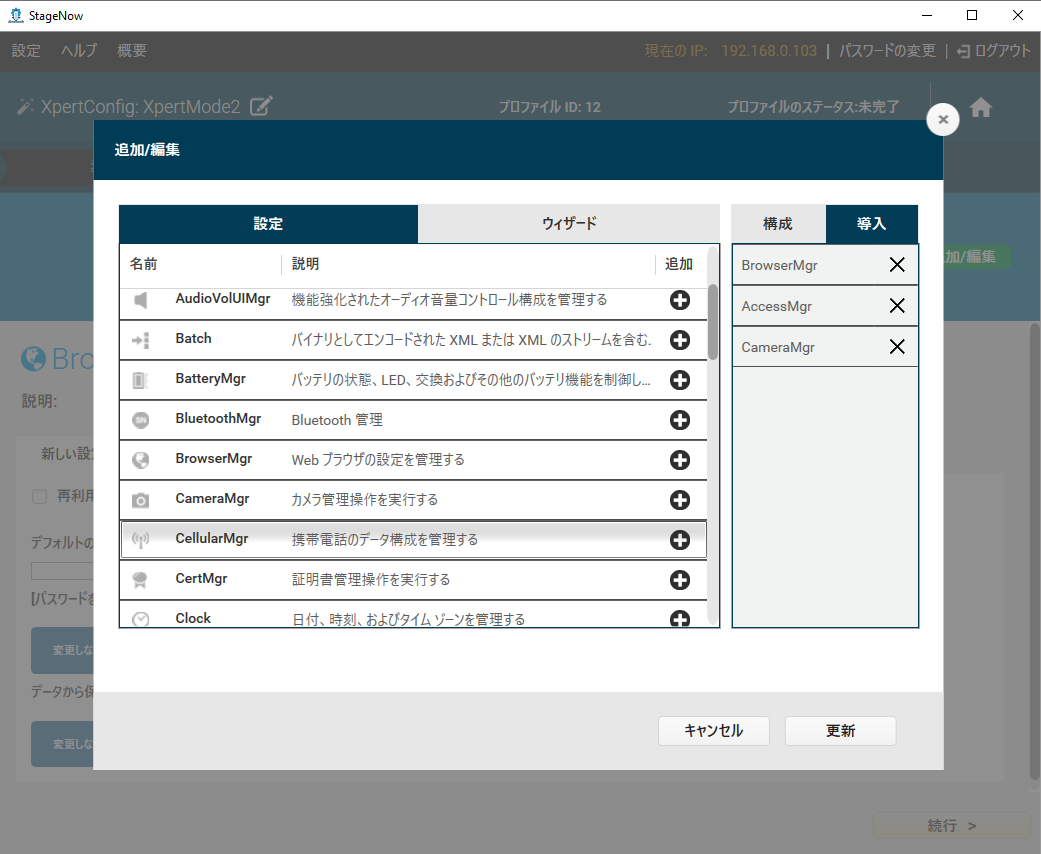 StageNow
設定 ヘルプ 概要 現在の IP: 192.168.0.103 | パスワードの変更 | ログアウト
XpertConfig: XpertMode2 プロファイル ID: 12 プロファイルのステータス:未完了
追加/編集
設定 ウィザード 構成 導入
名前 説明 追加
AudioVolUIMgr 機能強化されたオーディオ音量コントロール構成を管理する
Batch バイナリとしてエンコードされた XML または XML のストリームを含む.
BatteryMgr バッテリの状態、LED、交換およびその他のバッテリ機能を制御し...
BluetoothMgr Bluetooth 管理
BrowserMgr Web ブラウザの設定を管理する
CameraMgr カメラ管理操作を実行する
CellularMgr 携帯電話のデータ構成を管理する
CertMgr 証明書管理操作を実行する
Clock 日付、時刻、およびタイム ゾーンを管理する
BrowserMgr
AccessMgr
CameraMgr
加/編集
Bro
説明:
新しい設
再利用
デフォルトの
[パスワードを
変更しな
データから保
変更しな
キャンセル 更新
続行 >